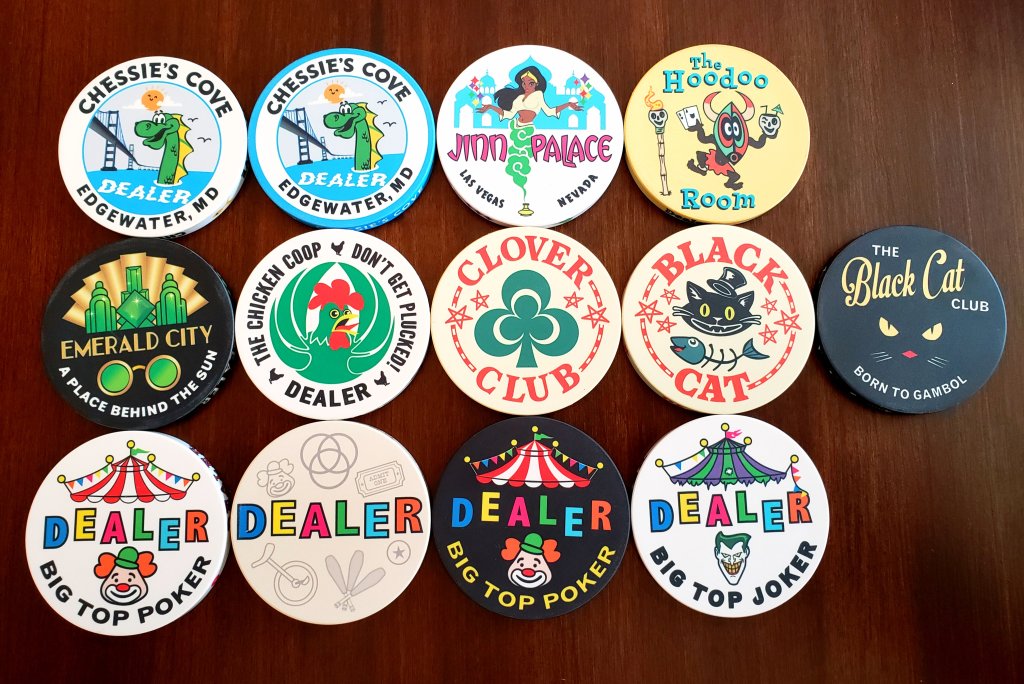 CHESSIE'S COVE
DEALER
EDGEWATER, MD
CHESSIE'S COVE
DEALER
EDGEWATER, MD
JINN PALACE
LAS VEGAS NEVADA
The
Hoodoo
Room
EMERALD CITY
A PLACE BEHIND THE SUN
THE CHICKEN COOP DON'T GET PLUCKED!
DEALER
CLOVER
CLUB
BLACK
CAT
THE
Black Cat
CLUB
BORN TO GAMBOL
DEALER
BIG TOP POKER
ADMIT
ONE
DEALER
DEALER
BIG TOP POKER
DEALER
BIG TOP JOKER